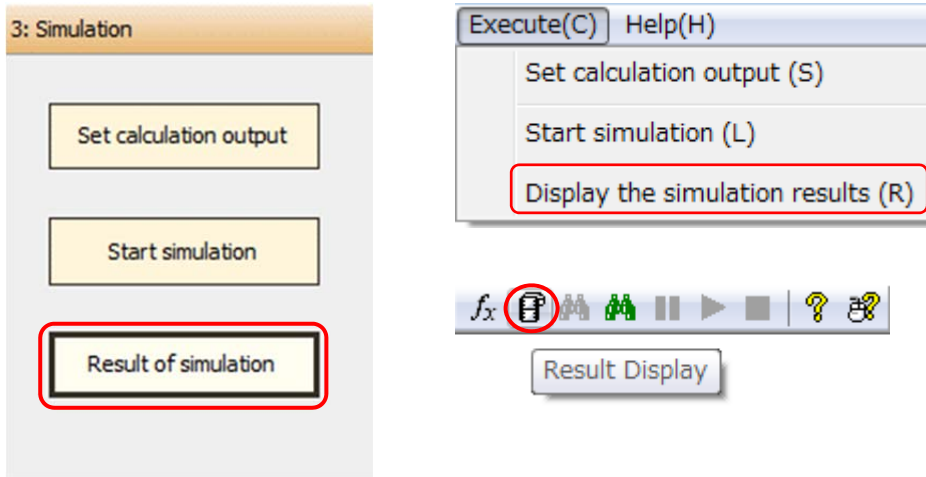 3: Simulation
Set calculation output
Start simulation
Result of simulation
Execute(C) Help(H)
Set calculation output (S)
Start simulation (L)
Display the simulation results (R)
fx
Result Display